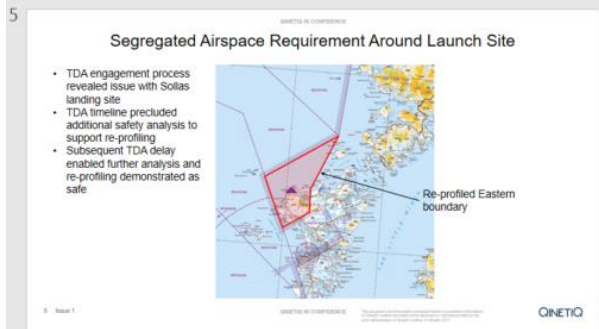 5
QINETIQ IN CONFIDENCE
Segregated Airspace Requirement Around Launch Site
• TDA engagement process
revealed issue with Sollas
landing site
• TDA timeline precluded
additional safety analysis to
support re-profiling
• Subsequent TDA delay
enabled further analysis and
re-profiling demonstrated as
safe
Re-profiled Eastern
boundary
5 Issue 1
QINETIQ IN CONFIDENCE
QINETIQ